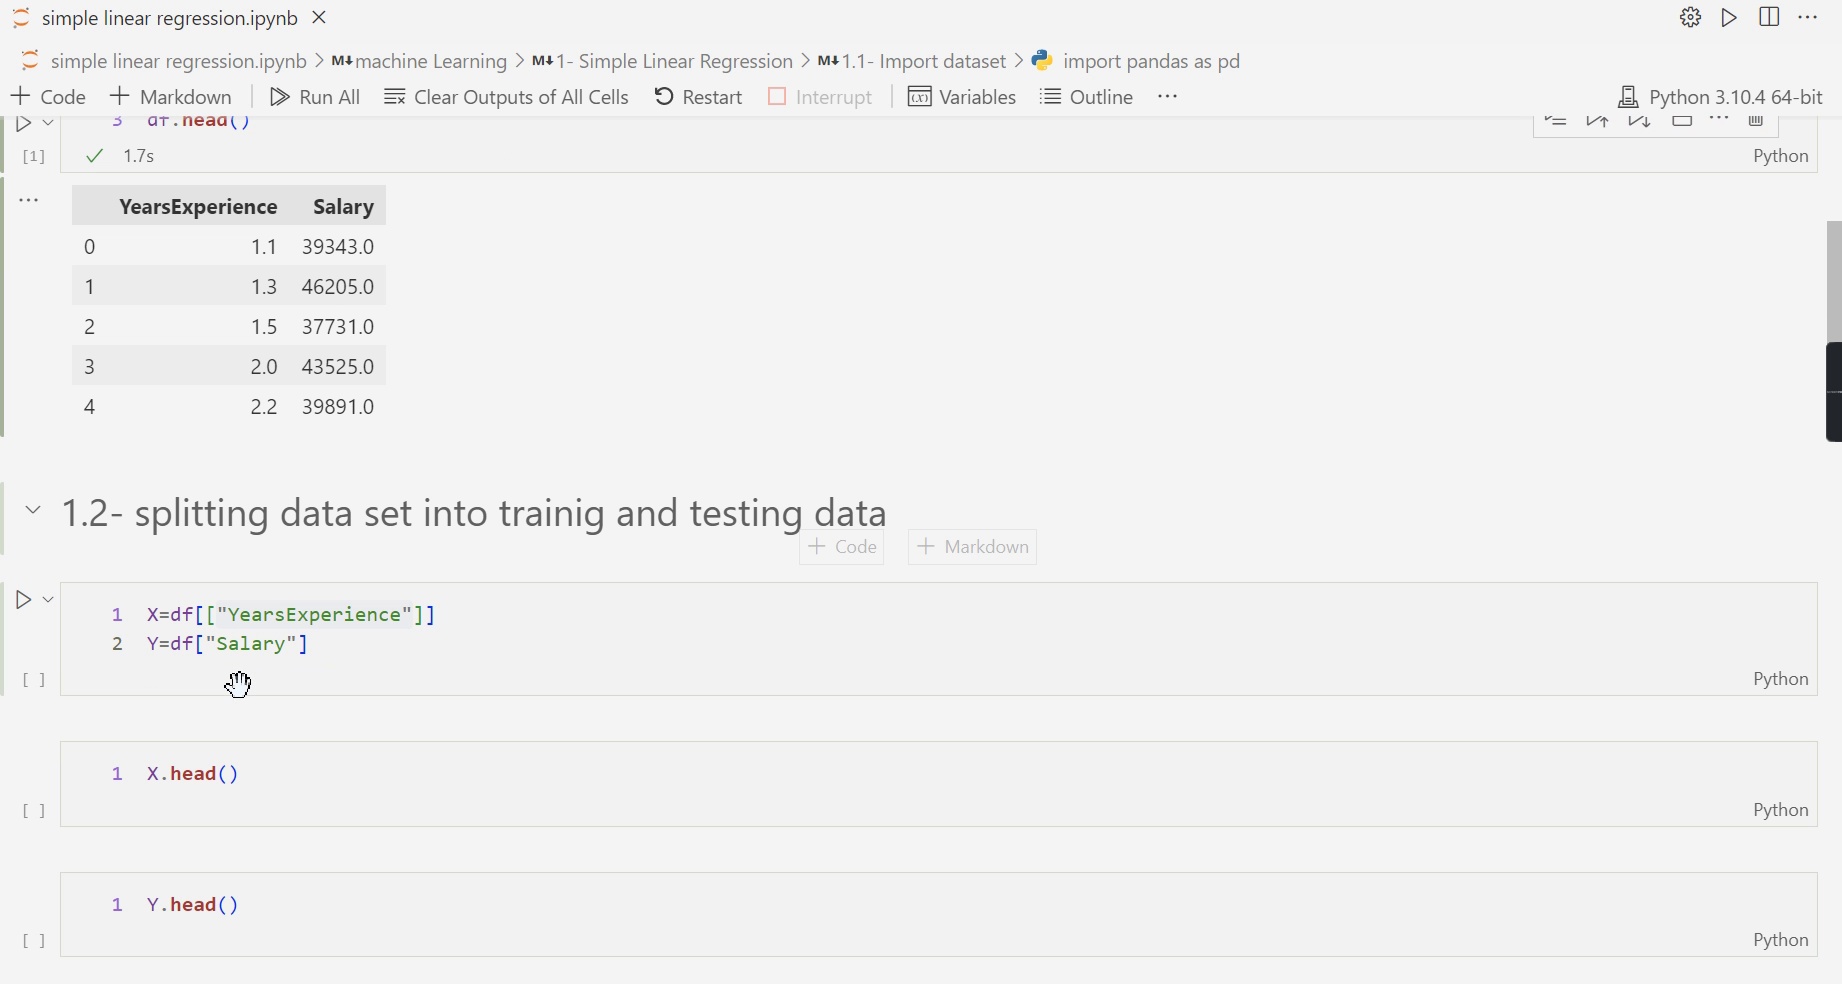 simple linear regression.ipynb
simple linear regression.ipynb > M↓ machine Learning > M↓ 1- Simple Linear Regression > M↓ 1.1- Import dataset > import pandas as pd
+ Code + Markdown Run All Clear Outputs of All Cells Restart Interrupt Variables Outline ... Python 3.10.4 64-bit
3 df.head()
[1] ✓ 1.7s Python
YearsExperience Salary
0 1.1 39343.0
1 1.3 46205.0
2 1.5 37731.0
3 2.0 43525.0
4 2.2 39891.0
1.2- splitting data set into trainig and testing data
+ Code + Markdown
1 X=df[["YearsExperience"]]
2 Y=df["Salary"]
[ ] Python
1 X.head()
[ ] Python
1 Y.head()
[ ] Python